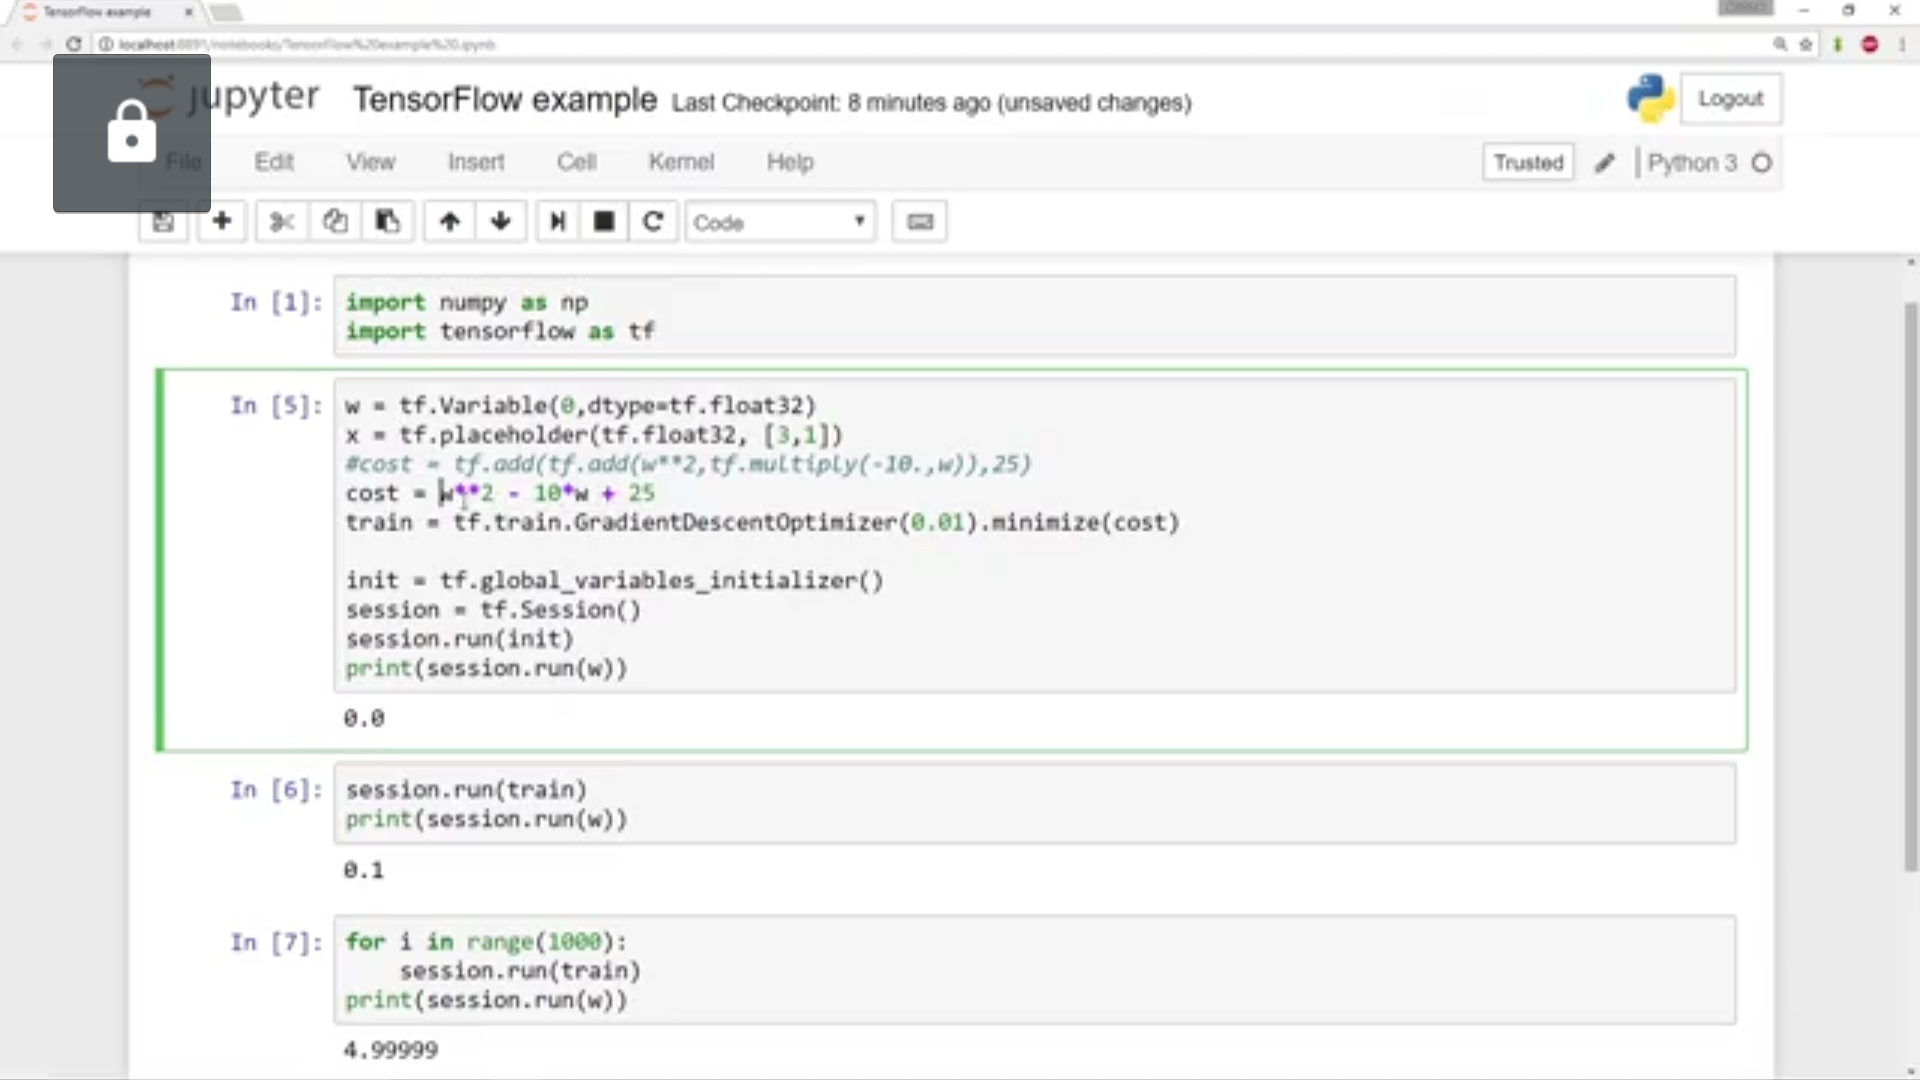 TensorFlow example
localhost:8891/notebooks/TensorFlow%20example%20.ipynb
jupyter TensorFlow example Last Checkpoint: 8 minutes ago (unsaved changes)
Logout
File Edit View Insert Cell Kernel Help
Trusted Python 3
Code
In [1]: import numpy as np
import tensorflow as tf
In [5]: w = tf.Variable(0,dtype=tf.float32)
x = tf.placeholder(tf.float32, [3,1])
#cost = tf.add(tf.add(w**2,tf.multiply(-10.,w)),25)
cost = w**2 - 10*w + 25
train = tf.train.GradientDescentOptimizer(0.01).minimize(cost)
init = tf.global_variables_initializer()
session = tf.Session()
session.run(init)
print(session.run(w))
0.0
In [6]: session.run(train)
print(session.run(w))
0.1
In [7]: for i in range(1000):
session.run(train)
print(session.run(w))
4.99999